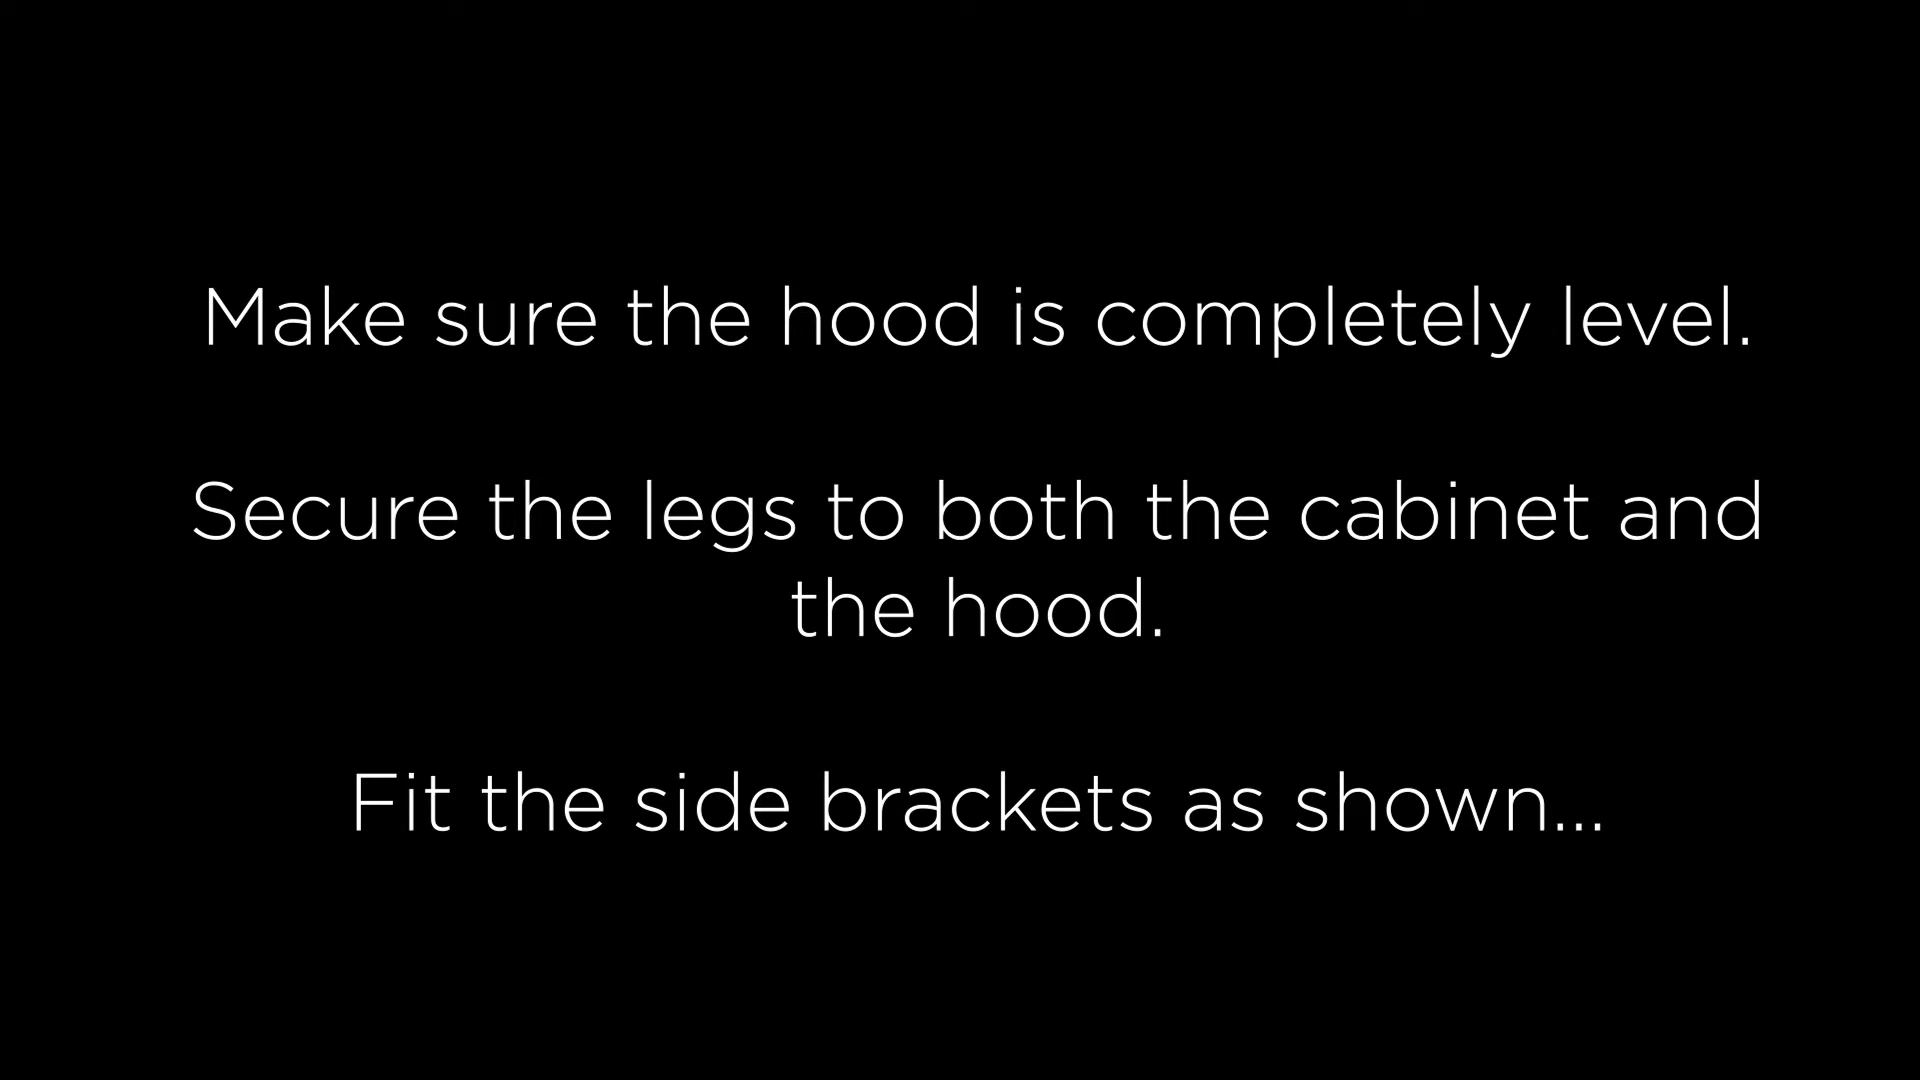 Make sure the hood is completely level.
Secure the legs to both the cabinet and
the hood.
Fit the side brackets as shown...